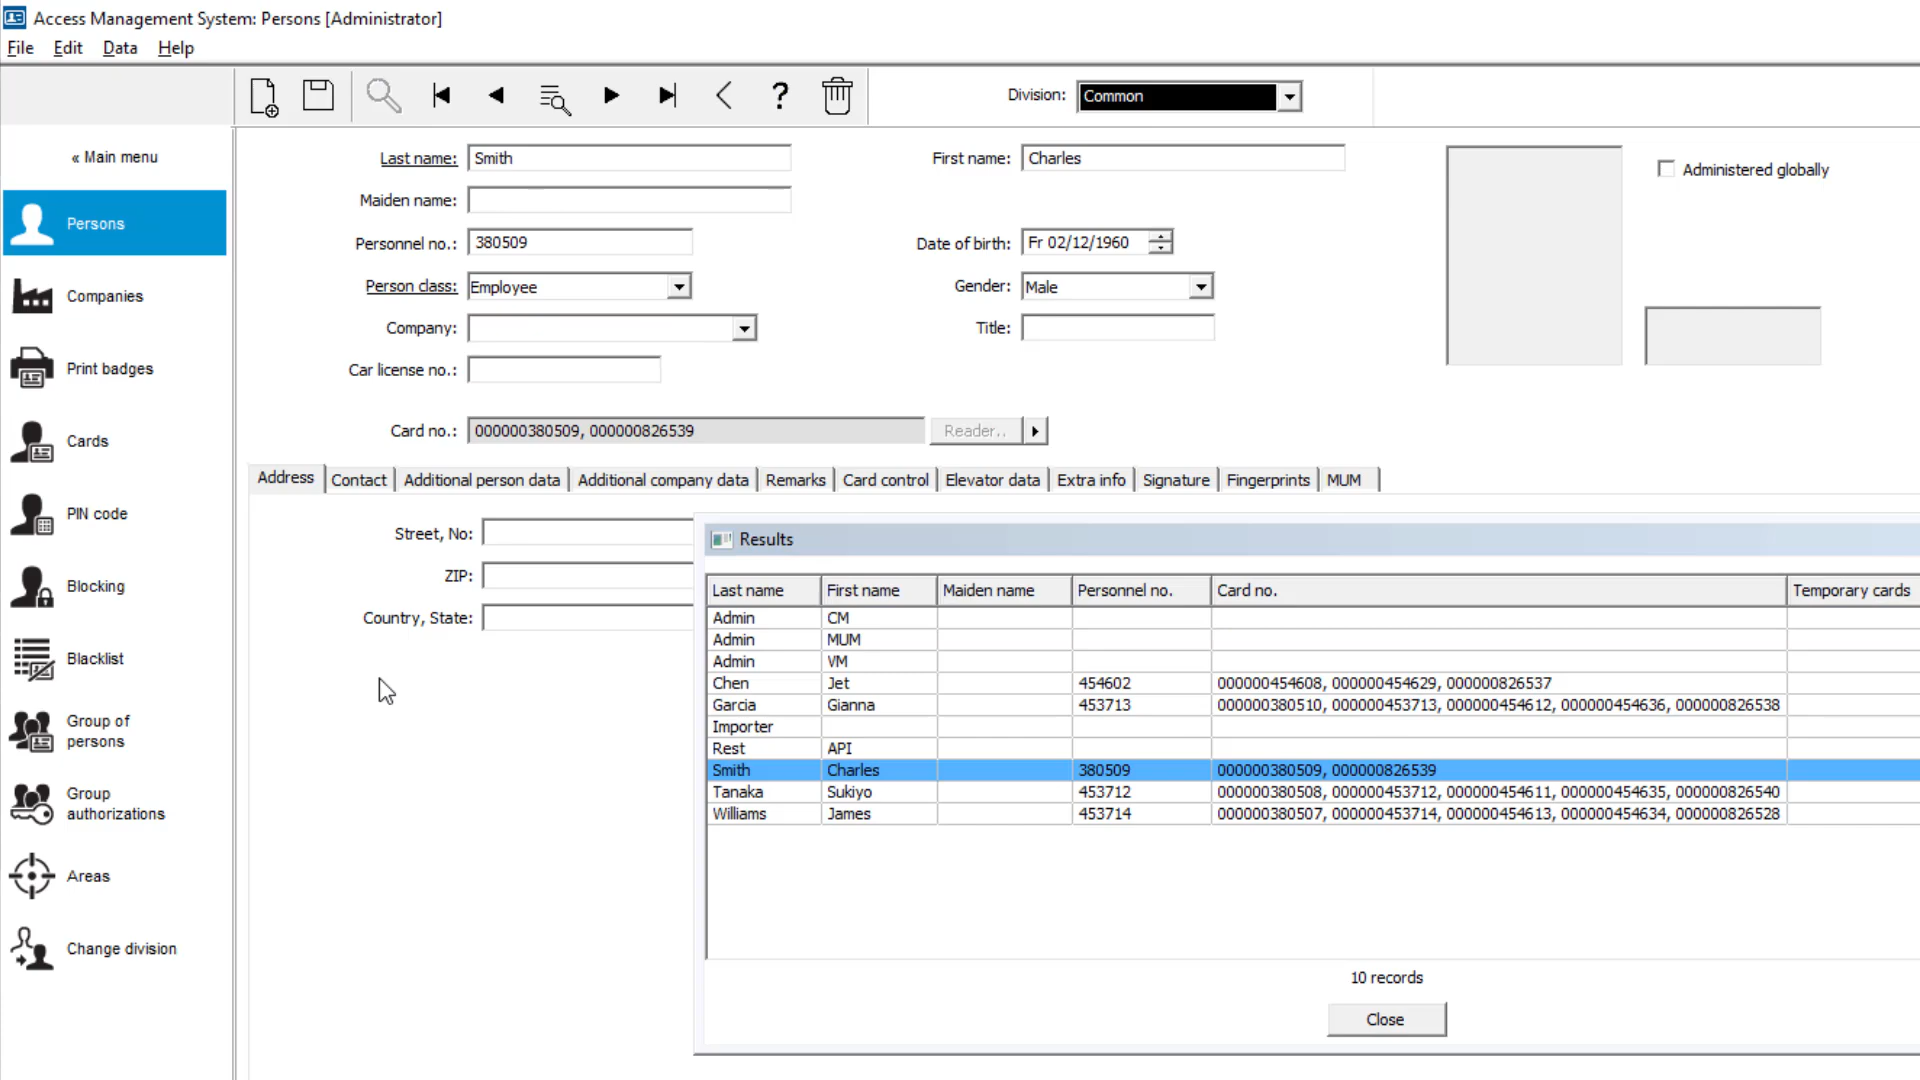 Access Management System: Persons [Administrator]
File Edit Data Help
Division: Common
« Main menu
Persons
Companies
Print badges
Cards
PIN code
Blocking
Blacklist
Group of
persons
Group
authorizations
Areas
Change division
Last name: Smith First name: Charles Administered globally
Maiden name:
Personnel no.: 380509 Date of birth: Fr 02/12/1960
Person class: Employee Gender: Male
Company: Title:
Car license no.:
Card no.: 000000380509, 000000826539 Reader..
Address Contact Additional person data Additional company data Remarks Card control Elevator data Extra info Signature Fingerprints MUM
Street, No:
ZIP:
Country, State:
Results
Last name First name Maiden name Personnel no. Card no. Temporary cards
Admin CM
Admin MUM
Admin VM
Chen Jet 454602 000000454608, 000000454629, 000000826537
Garcia Gianna 453713 000000380510, 000000453713, 000000454612, 000000454636, 000000826538
Importer
Rest API
Smith Charles 380509 000000380509, 000000826539
Tanaka Sukiyo 453712 000000380508, 000000453712, 000000454611, 000000454635, 000000826540
Williams James 453714 000000380507, 000000453714, 000000454613, 000000454634, 000000826528
10 records
Close